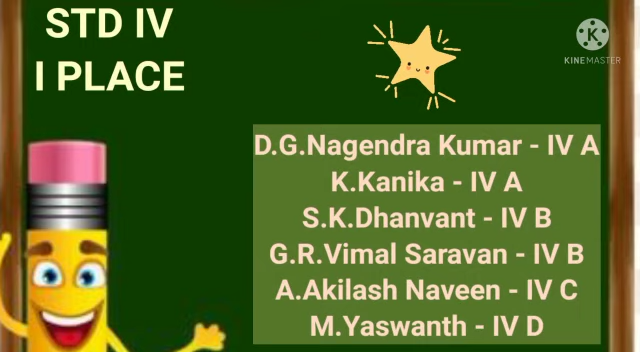 STD IV
I PLACE
KINEMASTER
D.G.Nagendra Kumar - IV A
K.Kanika - IV A
S.K.Dhanvant - IV B
G.R.Vimal Saravan - IV B
A.Akilash Naveen - IV C
M.Yaswanth - IV D